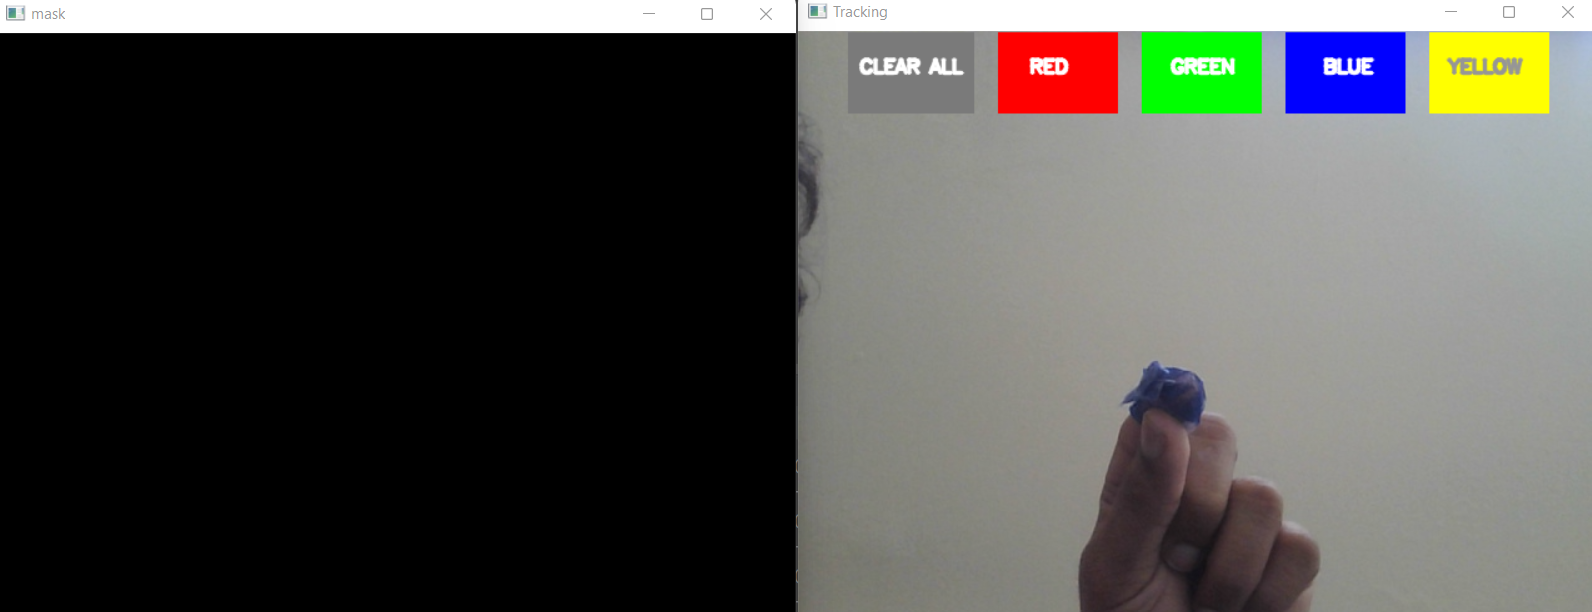 mask
Tracking
CLEAR ALL
RED
GREEN
BLUE
YELLOW